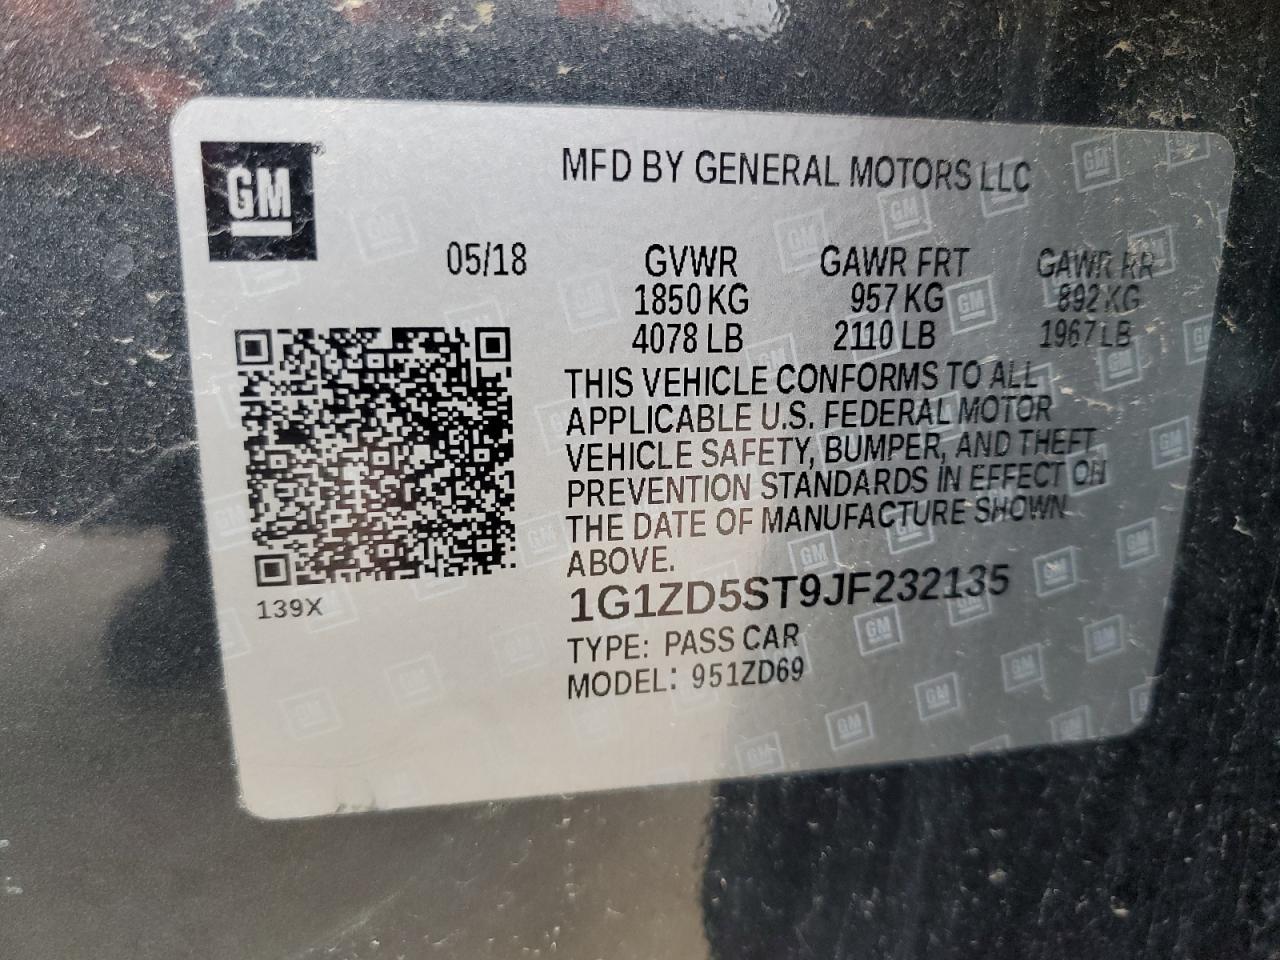 GM
MFD BY GENERAL MOTORS LLC
05/18 GVWR GAWR FRT GAWR RR
1850 KG 957 KG 892 KG
4078 LB 2110 LB 1967 LB
THIS VEHICLE CONFORMS TO ALL
APPLICABLE U.S. FEDERAL MOTOR
VEHICLE SAFETY, BUMPER, AND THEFT
PREVENTION STANDARDS IN EFFECT ON
THE DATE OF MANUFACTURE SHOWN
ABOVE.
1G1ZD5ST9JF232135
139X
TYPE: PASS CAR
MODEL: 951ZD69